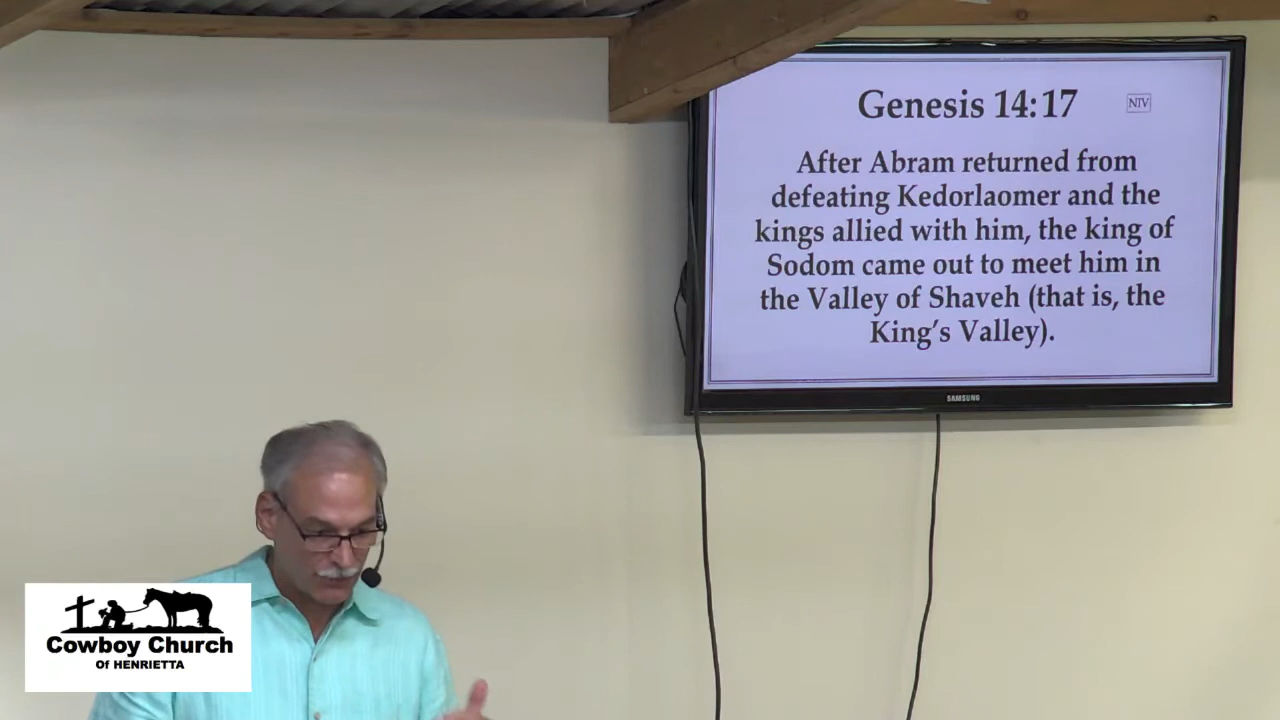 Genesis 14:17
NIV
After Abram returned from
defeating Kedorlaomer and the
kings allied with him, the king of
Sodom came out to meet him in
the Valley of Shaveh (that is, the
King's Valley).
SAMSUNG
Cowboy Church
OF HENRIETTA